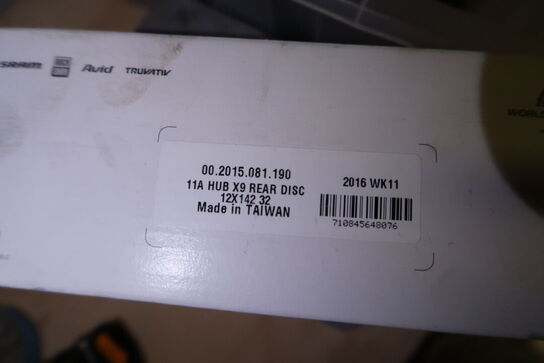 SRAM
Avid
TRUVATIV
WORLD
00.2015.081.190
11A HUB X9 REAR DISC
12X142 32
Made in TAIWAN
2016 WK11
710845648076